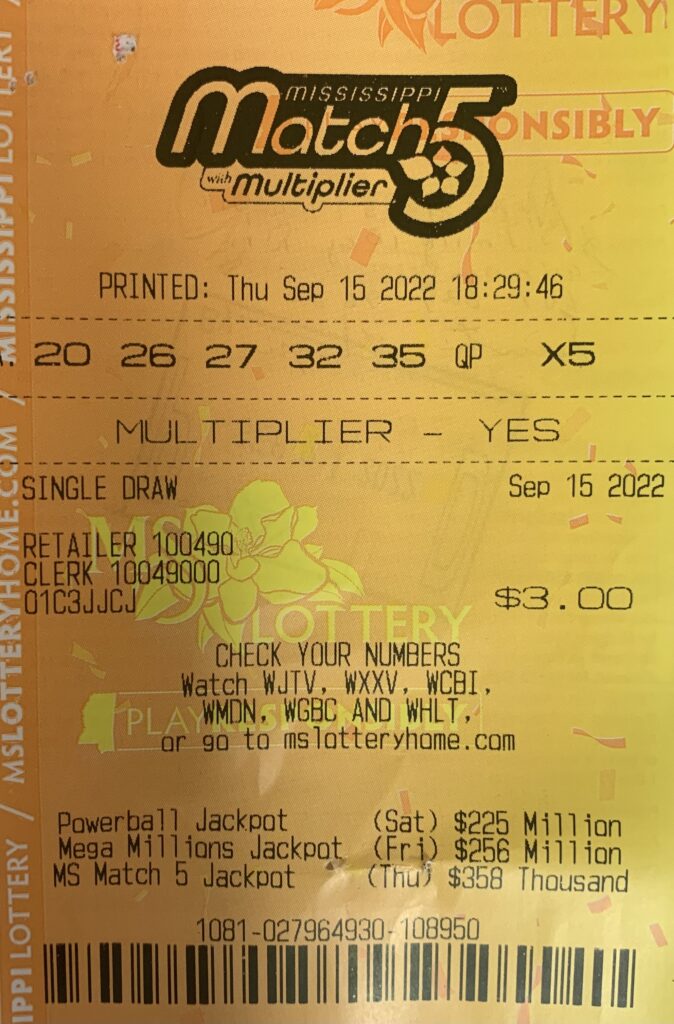 LOTTERY
MISSISSIPPI
Match 5
ONSIBLY
with Multiplier
PRINTED: Thu Sep 15 2022 18:29:46
20 26 27 32 35 QP X5
MULTIPLIER - YES
SINGLE DRAW Sep 15 2022
RETAILER 100490
CLERK 10049000
01C3JJCJ
$3.00
MS
LOTTERY
CHECK YOUR NUMBERS
Watch WJTV, WXXV, WCBI,
WMDN, WGBC AND WHLT,
PLAY RESPONSIBLY
or go to mslotteryhome.com
Powerball Jackpot (Sat) $225 Million
Mega Millions Jackpot (Fri) $256 Million
MS Match 5 Jackpot (Thu) $358 Thousand
1081-027964930-108950
IPPI LOTTERY / MSLOTTERYHOME.COM / MISSISSIPPI LOTTERY /